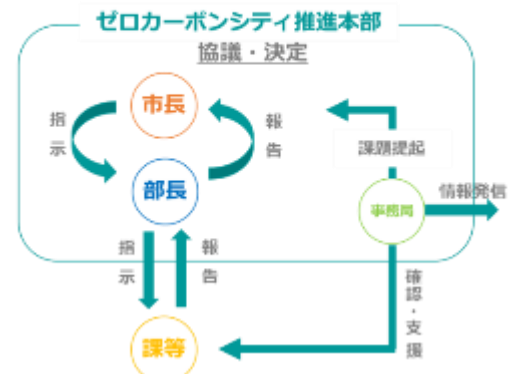 ゼロカーボンシティ推進本部
協議・決定
市長
指示
報告
課題提起
部長
事務局
情報発信
指示
報告
確認・支援
課等